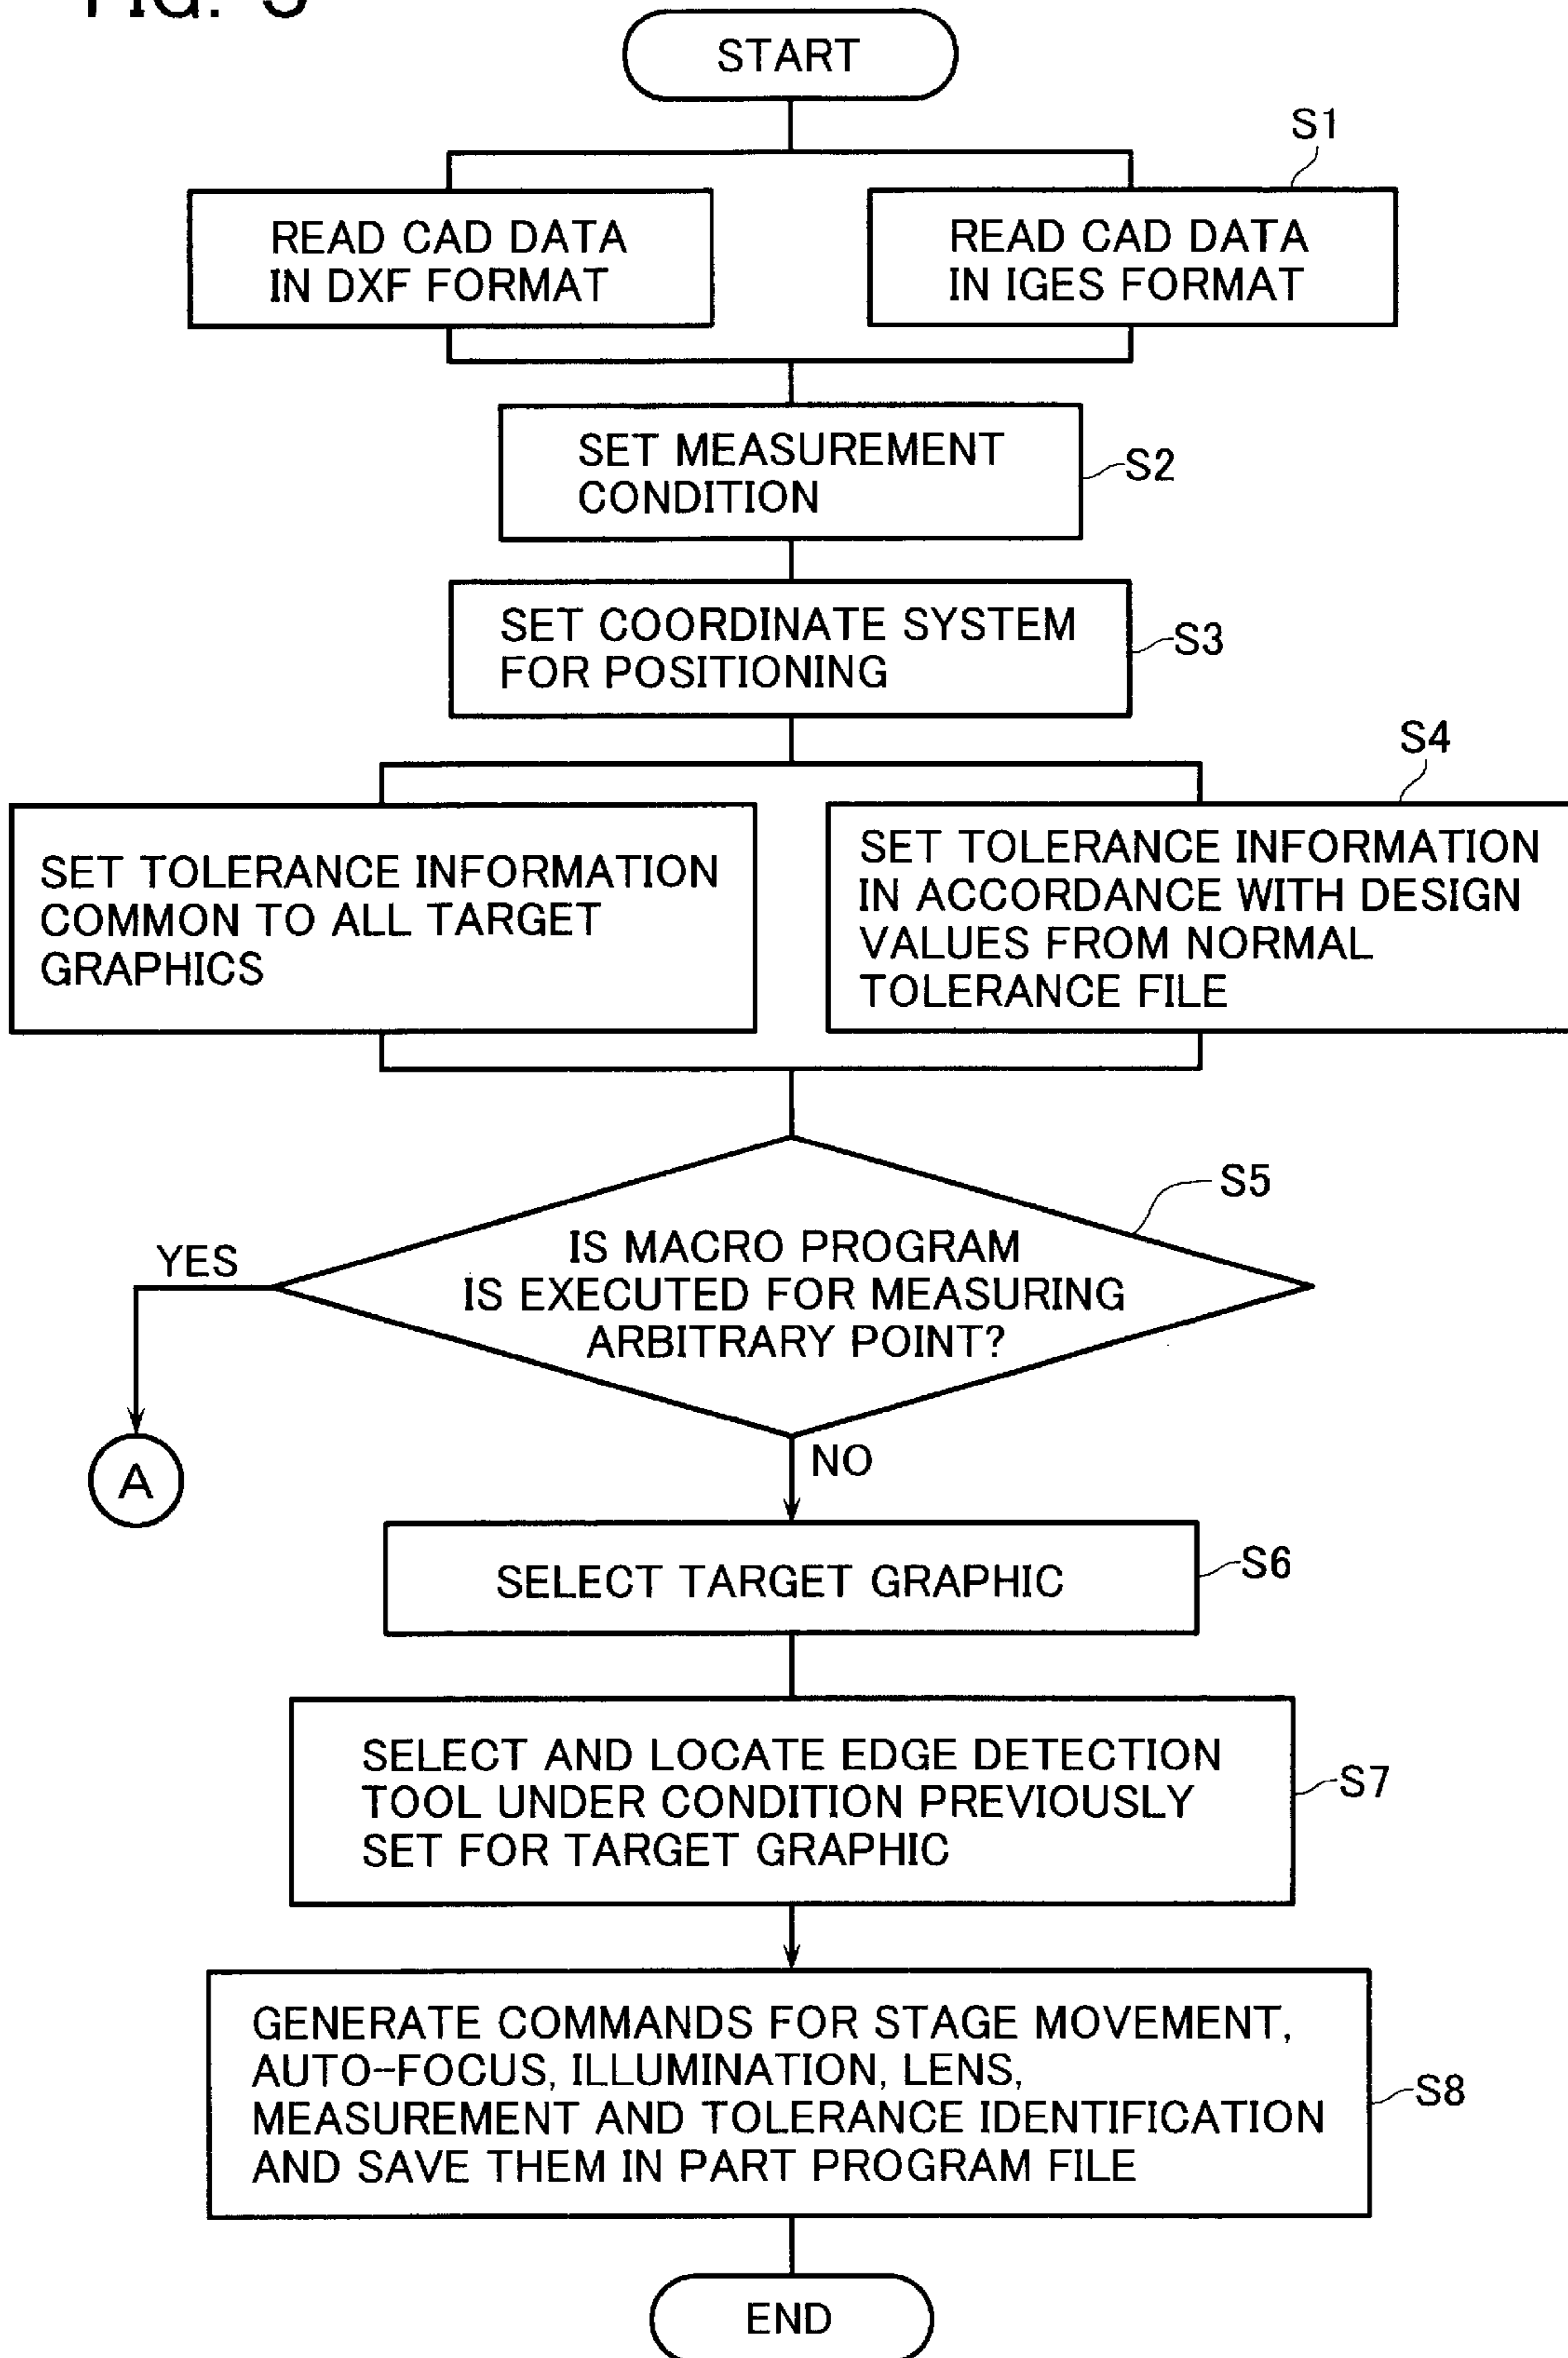 START
S1
READ CAD DATA
IN DXF FORMAT
READ CAD DATA
IN IGES FORMAT
SET MEASUREMENT
CONDITION
S2
SET COORDINATE SYSTEM
FOR POSITIONING
S3
S4
SET TOLERANCE INFORMATION
COMMON TO ALL TARGET
GRAPHICS
SET TOLERANCE INFORMATION
IN ACCORDANCE WITH DESIGN
VALUES FROM NORMAL
TOLERANCE FILE
S5
IS MACRO PROGRAM
IS EXECUTED FOR MEASURING
ARBITRARY POINT?
YES
A
NO
SELECT TARGET GRAPHIC
S6
SELECT AND LOCATE EDGE DETECTION
TOOL UNDER CONDITION PREVIOUSLY
SET FOR TARGET GRAPHIC
S7
GENERATE COMMANDS FOR STAGE MOVEMENT,
AUTO-FOCUS, ILLUMINATION, LENS,
MEASUREMENT AND TOLERANCE IDENTIFICATION
AND SAVE THEM IN PART PROGRAM FILE
S8
END